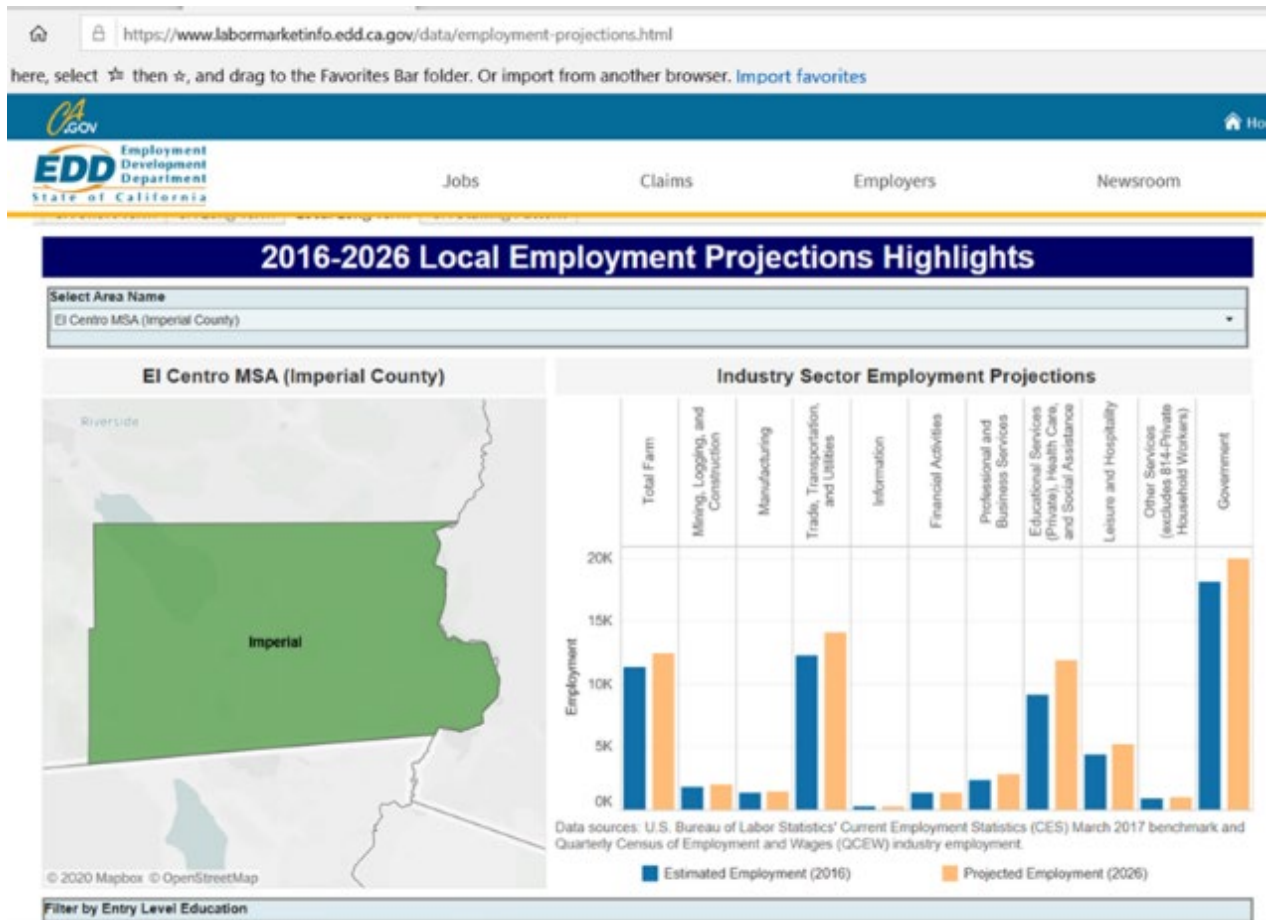 https://www.labormarketinfo.edd.ca.gov/data/employment-projections.html
here, select then , and drag to the Favorites Bar folder. Or import from another browser. Import favorites
CA.GOV
Ho
EDD Employment
Development
Department
State of California
Jobs Claims Employers Newsroom
2016-2026 Local Employment Projections Highlights
Select Area Name
El Centro MSA (Imperial County)
El Centro MSA (Imperial County)
Riverside
Imperial
© 2020 Mapbox © OpenStreetMap
Industry Sector Employment Projections
Total Farm
Mining, Logging, and
Construction
Manufacturing
Trade, Transportation,
and Utilities
Information
Financial Activities
Professional and
Business Services
Educational Services
(Private), Health Care,
and Social Assistance
Leisure and Hospitality
Other Services
(excludes 814-Private
Household Workers)
Government
Employment
20K
15K
10K
5K
0K
Data sources: U.S. Bureau of Labor Statistics' Current Employment Statistics (CES) March 2017 benchmark and
Quarterly Census of Employment and Wages (QCEW) industry employment.
Estimated Employment (2016) Projected Employment (2026)
Filter by Entry Level Education